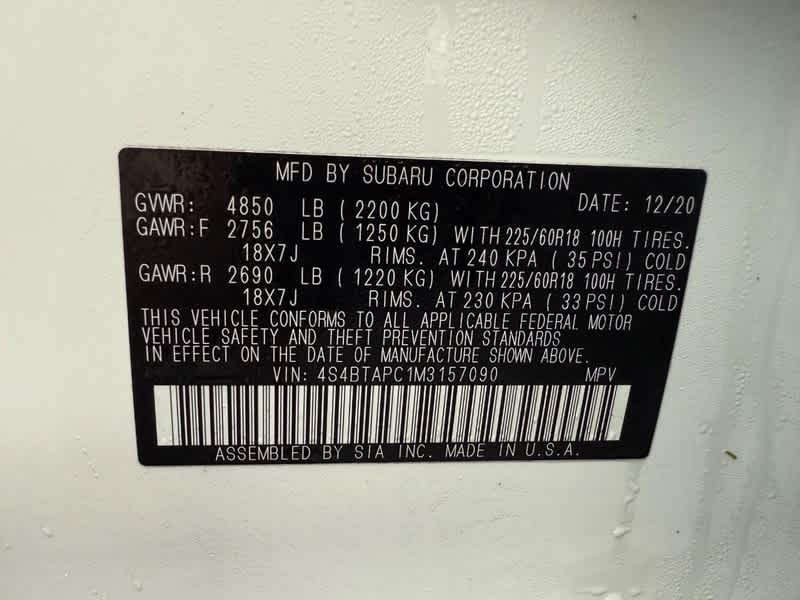 MFD BY SUBARU CORPORATION
GVWR: 4850 LB ( 2200 KG) DATE: 12/20
GAWR:F 2756 LB ( 1250 KG) WITH 225/60R18 100H TIRES.
18X7J RIMS. AT 240 KPA ( 35 PSI) COLD
GAWR:R 2690 LB ( 1220 KG) WITH 225/60R18 100H TIRES.
18X7J RIMS. AT 230 KPA ( 33 PSI) COLD
THIS VEHICLE CONFORMS TO ALL APPLICABLE FEDERAL MOTOR
VEHICLE SAFETY AND THEFT PREVENTION STANDARDS
IN EFFECT ON THE DATE OF MANUFACTURE SHOWN ABOVE.
VIN: 4S4BTAPC1M3157090 MPV
ASSEMBLED BY SIA INC. MADE IN U.S.A.